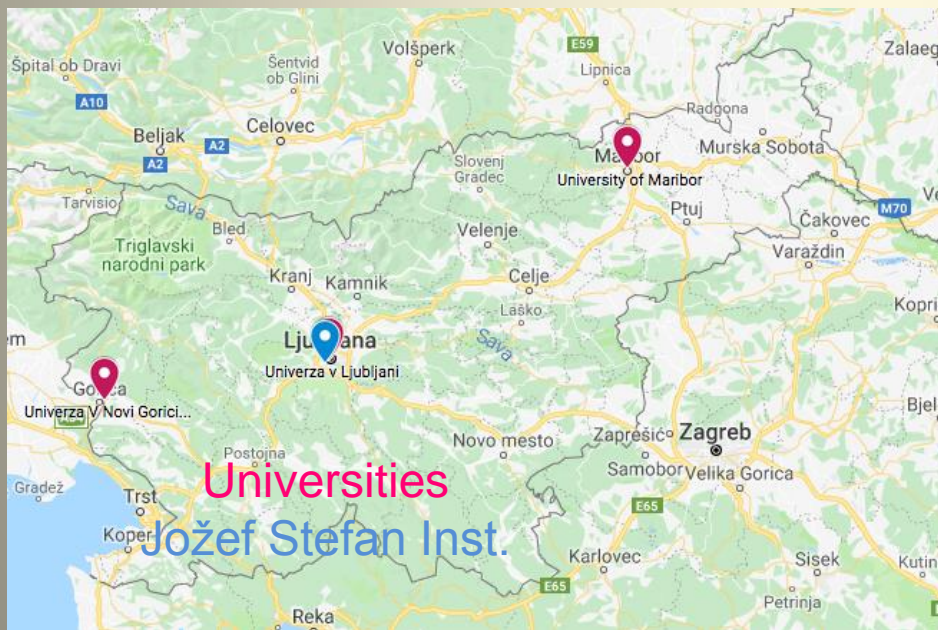 Volšperk
E59
Zalaeg
Špital ob Dravi
Šentvid
ob Glini
Lipnica
A10
Radgona
Beljak
A2
Celovec
A2
Murska Sobota
Maribor
Slovenj
Gradec
University of Maribor
Tarvisio
Sava
Ptuj
M70
Bled
Velenje
Čakovec
Triglavski
narodni park
Varaždin
Kranj
Kamnik
Celje
Laško
Kopri
Ljubljana
Sava
Univerza v Ljubljani
Gorica
Univerza V Novi Gorici...
Bjel
Novo mesto
Zaprešić
Zagreb
Postojna
Samobor
Velika Gorica
Universities
Gradež
Trst
E65
Koper
Jožef Stefan Inst.
Karlovec
Sisek
Kutin
E65
Petrinja
Reka